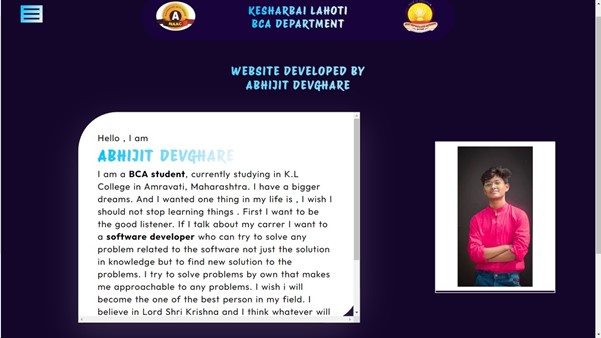 KESHARBAI LAHOTI
BCA DEPARTMENT
A
NAAC
WEBSITE DEVELOPED BY
ABHIJIT DEVGHARE
Hello , I am
ABHIJIT DEVGHARE
I am a BCA student, currently studying in K.L
College in Amravati, Maharashtra. I have a bigger
dreams. And I wanted one thing in my life is , I wish I
should not stop learning things . First I want to be
the good listener. If I talk about my carrer I want to
a software developer who can try to solve any
problem related to the software not just the solution
in knowledge but to find new solution to the
problems. I try to solve problems by own that makes
me approachable to any problems. I wish i will
become the one of the best person in my field. I
believe in Lord Shri Krishna and I think whatever will